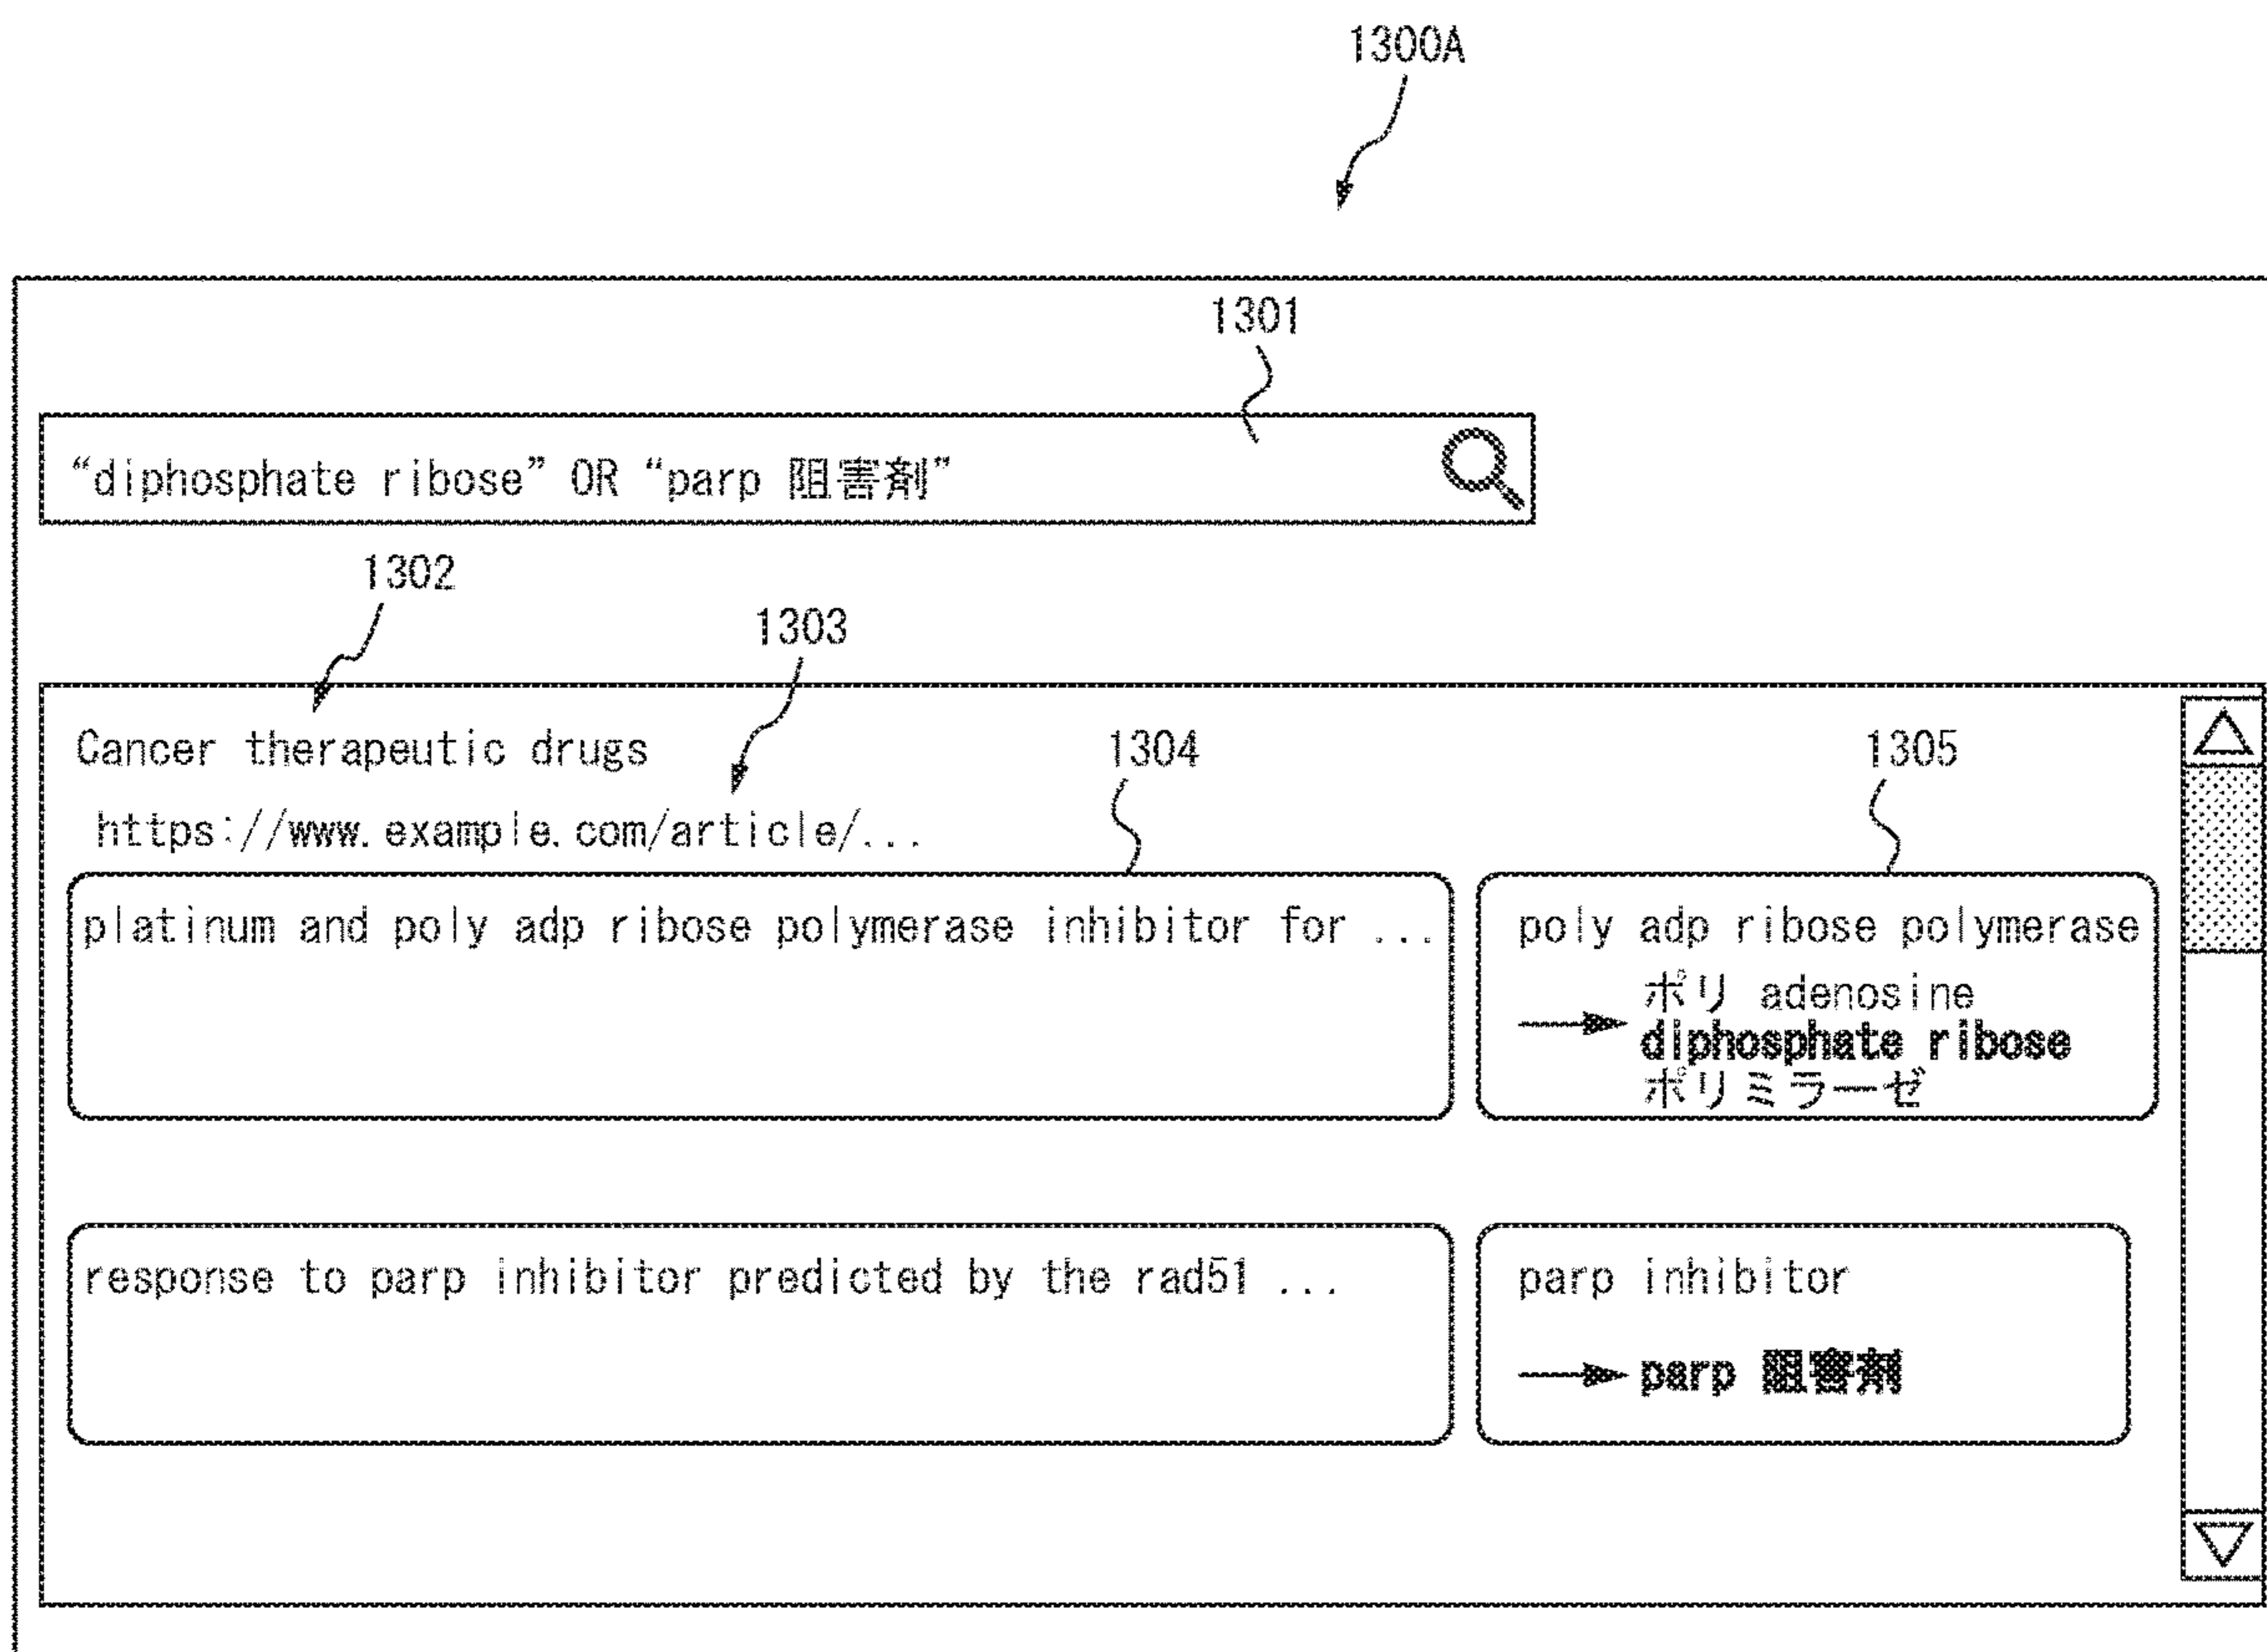 1300A
1301
“diphosphate ribose” OR “parp 阻害剤”
1302
1303
Cancer therapeutic drugs
1304
1305
https://www.example.com/article/...
platinum and poly adp ribose polymerase inhibitor for ...
poly adp ribose polymerase
ポリ adenosine
diphosphate ribose
ポリミラーゼ
response to parp inhibitor predicted by the rad51 ...
parp inhibitor
parp 阻害剤